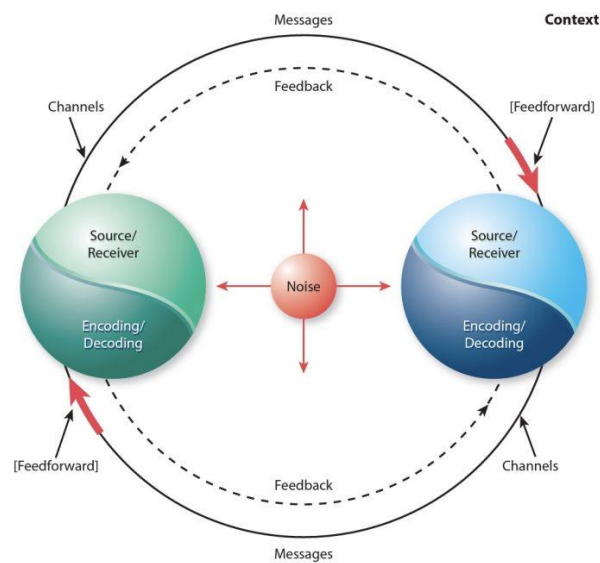 Messages
Context
Feedback
Channels
[Feedforward]
Source/
Receiver
Encoding/
Decoding
Noise
Source/
Receiver
Encoding/
Decoding
[Feedforward]
Channels
Feedback
Messages